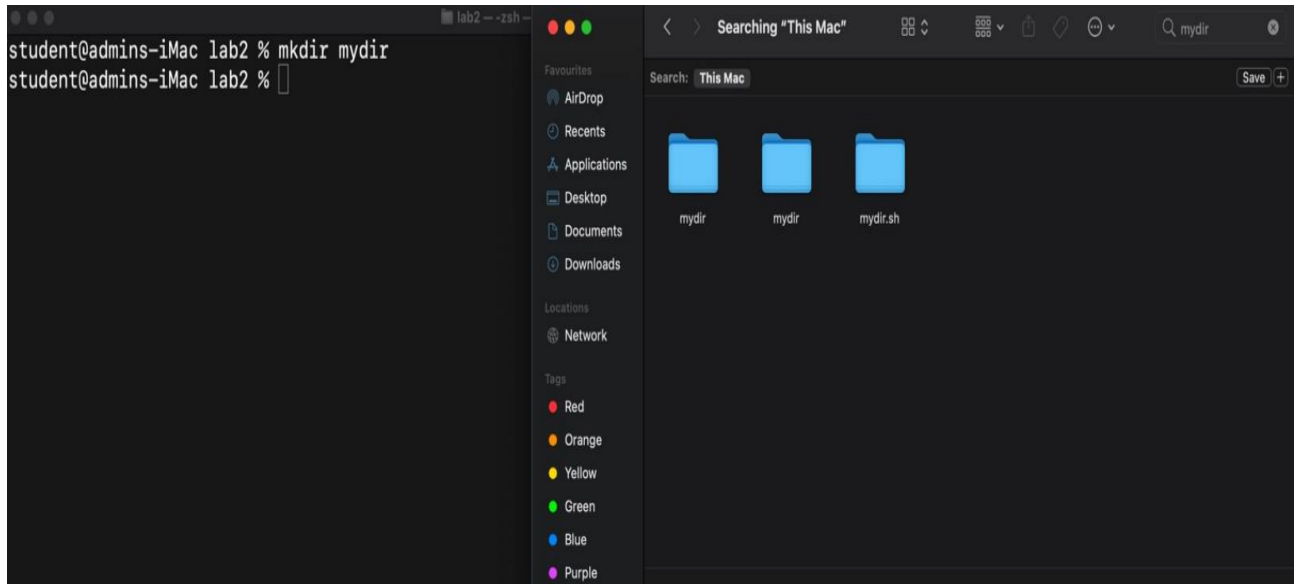 lab2 — -zsh —
student@admins-iMac lab2 % mkdir mydir
student@admins-iMac lab2 %
Favourites
AirDrop
Recents
Applications
Desktop
Documents
Downloads
Locations
Network
Tags
Red
Orange
Yellow
Green
Blue
Purple
Searching “This Mac”
mydir
Search: This Mac
Save +
mydir
mydir
mydir.sh